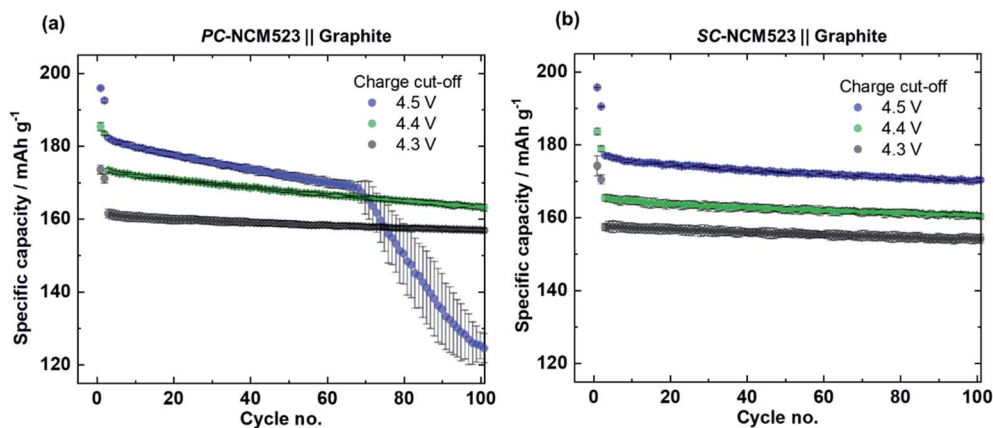 (a)
PC-NCM523 || Graphite
Charge cut-off
4.5 V
4.4 V
4.3 V
200
180
160
140
120
Specific capacity / mAh g⁻¹
0 20 40 60 80 100
Cycle no.
(b)
SC-NCM523 || Graphite
Charge cut-off
4.5 V
4.4 V
4.3 V
200
180
160
140
120
Specific capacity / mAh g⁻¹
0 20 40 60 80 100
Cycle no.